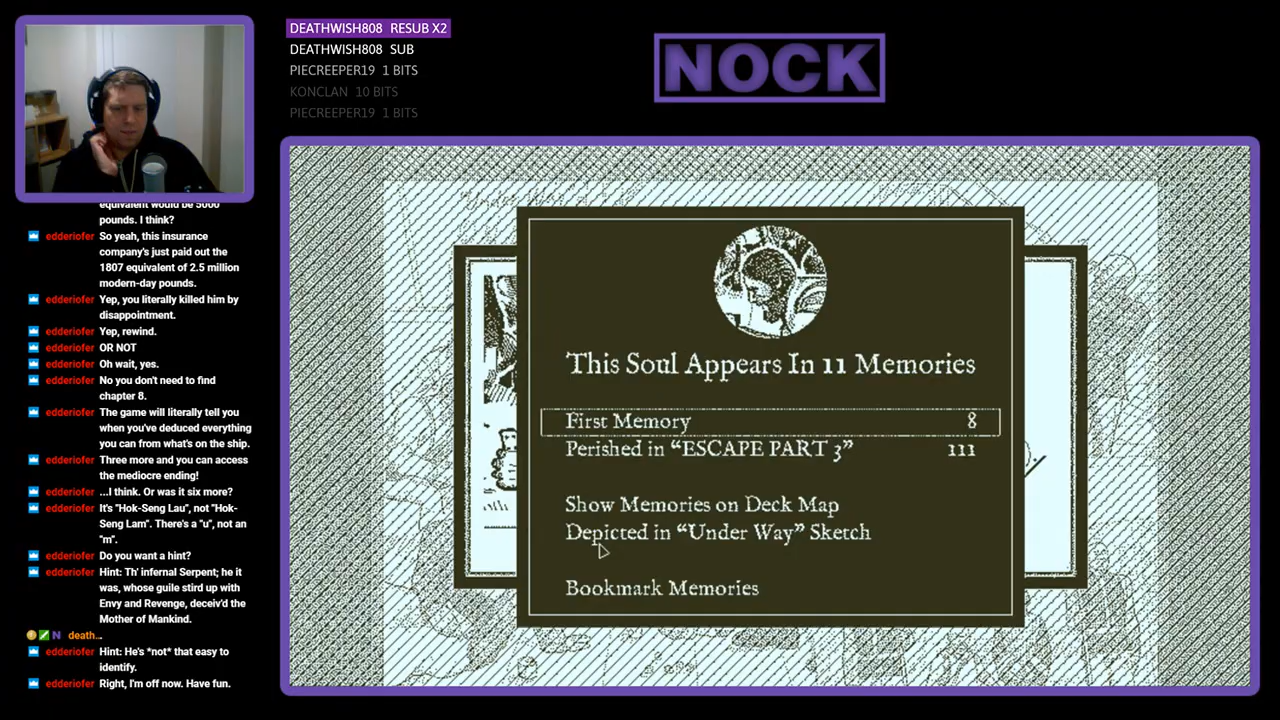 DEATHWISH808 RESUB X2
DEATHWISH808 SUB
PIECREEPER19 1 BITS
KONCLAN 10 BITS
PIECREEPER19 1 BITS
NOCK
equivalent would be 5000
pounds. I think?
edderiofer So yeah, this insurance
company's just paid out the
1807 equivalent of 2.5 million
modern-day pounds.
edderiofer Yep, you literally killed him by
disappointment.
edderiofer Yep, rewind.
edderiofer OR NOT
edderiofer Oh wait, yes.
edderiofer No you don't need to find
chapter 8.
edderiofer The game will literally tell you
when you've deduced everything
you can from what's on the ship.
edderiofer Three more and you can access
the mediocre ending!
edderiofer ...I think. Or was it six more?
edderiofer It's "Hok-Seng Lau", not "Hok-
Seng Lam". There's a "u", not an
"m".
edderiofer Do you want a hint?
edderiofer Hint: Th' infernal Serpent; he it
was, whose guile stird up with
Envy and Revenge, deceiv'd the
Mother of Mankind.
N death...
edderiofer Hint: He's *not* that easy to
identify.
edderiofer Right, I'm off now. Have fun.
This Soul Appears In 11 Memories
First Memory 8
Perished in "ESCAPE PART 3" 111
Show Memories on Deck Map
Depicted in "Under Way" Sketch
Bookmark Memories